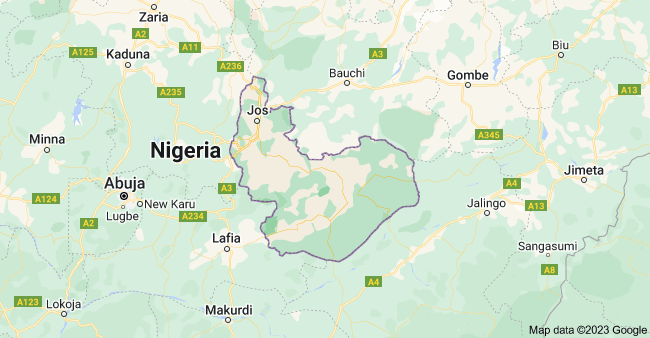 Zaria
A2
A3
Biu
A125
Kaduna
A11
A236
Bauchi
Gombe
A235
A13
Jos
Minna
A345
Nigeria
Jimeta
A124
Abuja
A3
A4
Lugbe
New Karu
Jalingo
A13
A2
A234
Lafia
Sangasumi
A8
A4
A123
Lokoja
Makurdi
Map data ©2023 Google